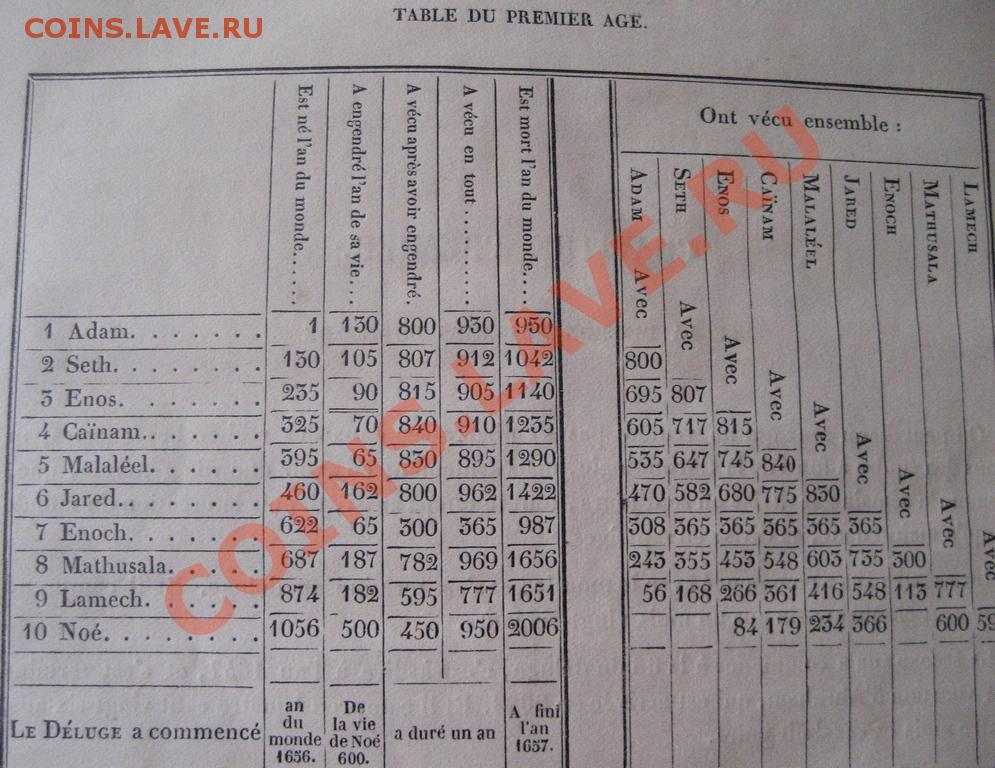 COINS.LAVE.RU
TABLE DU PREMIER AGE.
Est né l'an du monde......
A engendré l'an de sa vie...
A vécu après avoir engendré.
A vécu en tout...........
Est mort l'an du monde....
Ont vécu ensemble :
ADAM Avec
SETH Avec
ENOS Avec
CAÏNAM Avec
MALALÉEL Avec
JARED Avec
ENOCH Avec
MATHUSALA Avec
LAMECH Avec
1 Adam. . . . . . . 1 130 800 930 930
2 Seth. . . . . . . . 130 105 807 912 1042 800
3 Enos. . . . . . . . 235 90 815 905 1140 695 807
4 Caïnam. . . . . . . 325 70 840 910 1235 605 717 815
5 Malaléel. . . . . . 395 65 830 895 1290 535 647 745 840
6 Jared. . . . . . . . 460 162 800 962 1422 470 582 680 775 830
7 Enoch. . . . . . . 622 65 300 365 987 308 365 365 365 365 365
8 Mathusala. . . . . 687 187 782 969 1656 243 355 453 548 603 735 300
9 Lamech. . . . . . 874 182 595 777 1651 56 168 266 361 416 548 113 777
10 Noé. . . . . . . . 1056 500 450 950 2006 84 179 234 366 600 59
LE DÉLUGE a commencé
an
du
monde
1656.
De
la vie
de Noé
600.
a duré un an
A fini
l'an
1657.
COINS.LAVE.RU